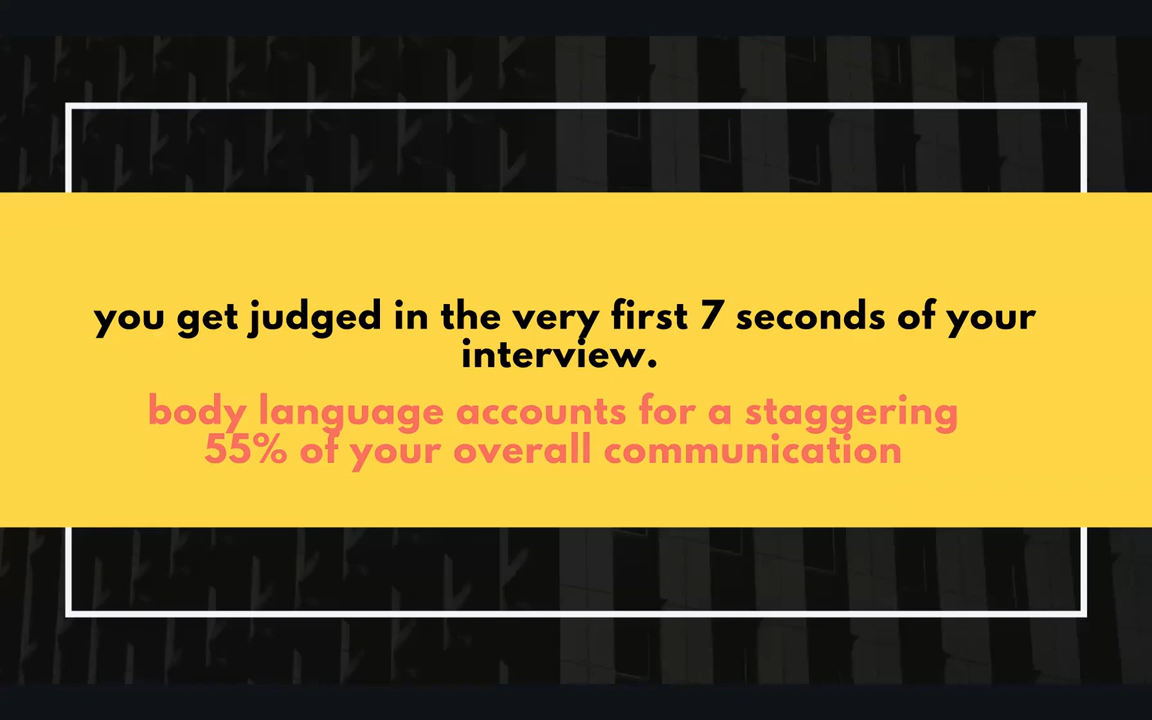 you get judged in the very first 7 seconds of your
interview.
body language accounts for a staggering
55% of your overall communication